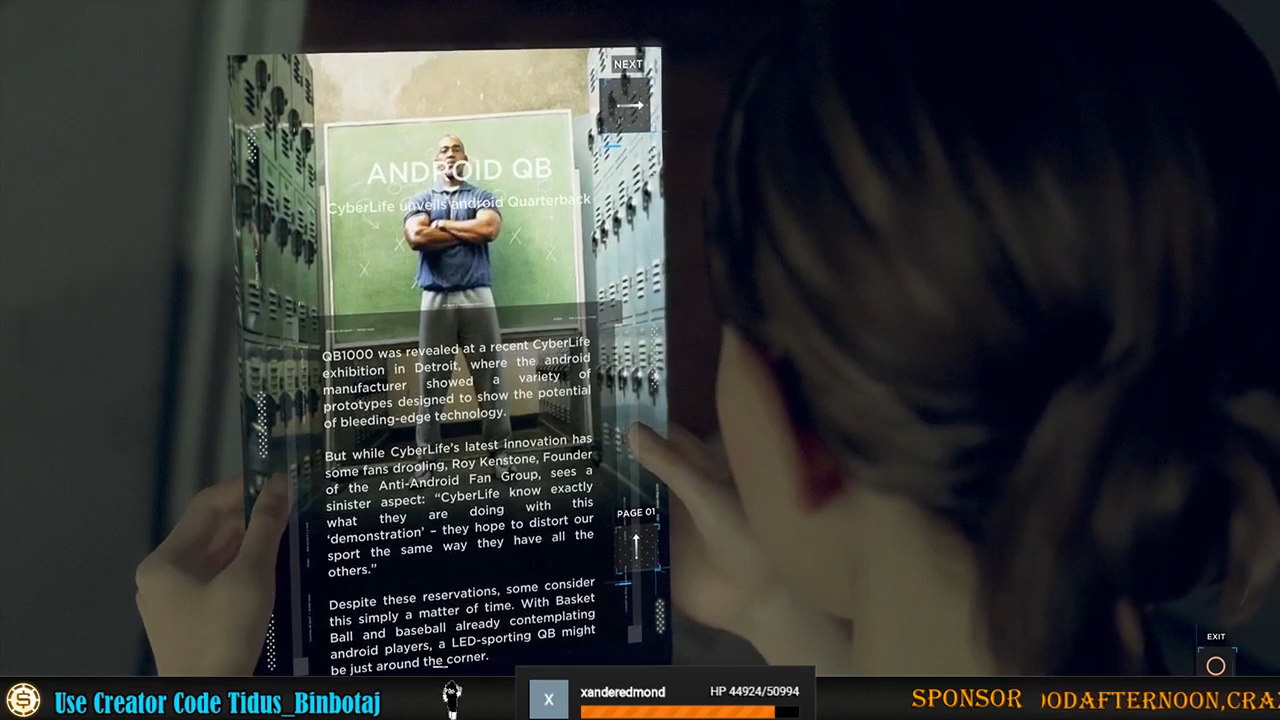 NEXT
ANDROID QB
CyberLife unveils android Quarterback
QB1000 was revealed at a recent CyberLife
exhibition in Detroit, where the android
manufacturer showed a variety of
prototypes designed to show the potential
of bleeding-edge technology.
But while CyberLife's latest innovation has
some fans drooling, Roy Kenstone, Founder
of the Anti-Android Fan Group, sees a
sinister aspect: “CyberLife know exactly
what they are doing with this
‘demonstration’ – they hope to distort our
sport the same way they have all the
others.”
PAGE 01
Despite these reservations, some consider
this simply a matter of time. With Basket
Ball and baseball already contemplating
android players, a LED-sporting QB might
be just around the corner.
EXIT
Use Creator Code Tidus_Binbotaj
X
xanderedmond
HP 44924/50994
SPONSOR